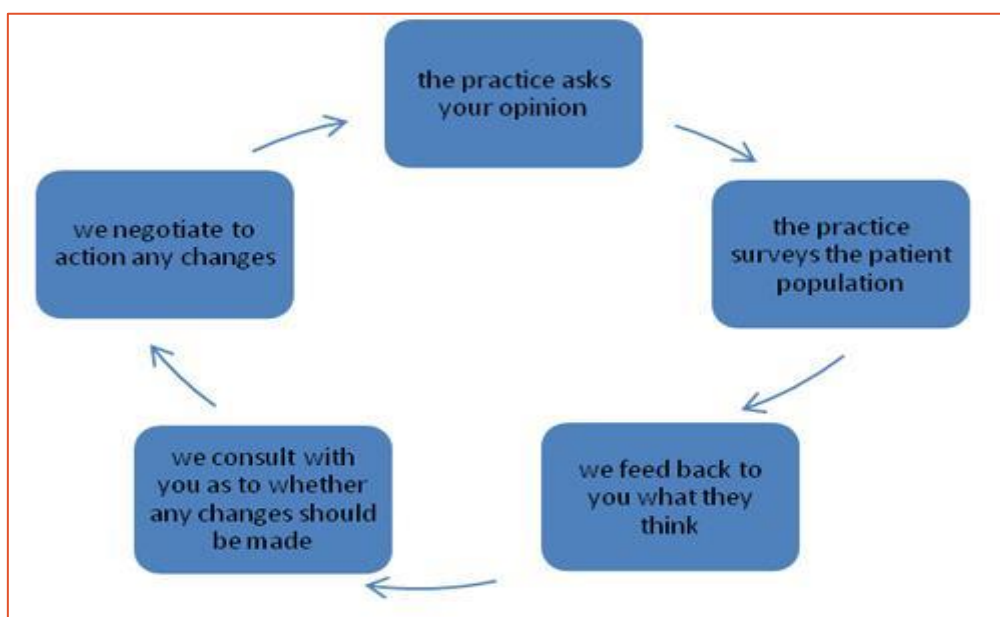 the practice asks
your opinion
the practice
surveys the patient
population
we feed back to
you what they
think
we consult with
you as to whether
any changes should
be made
we negotiate to
action any changes